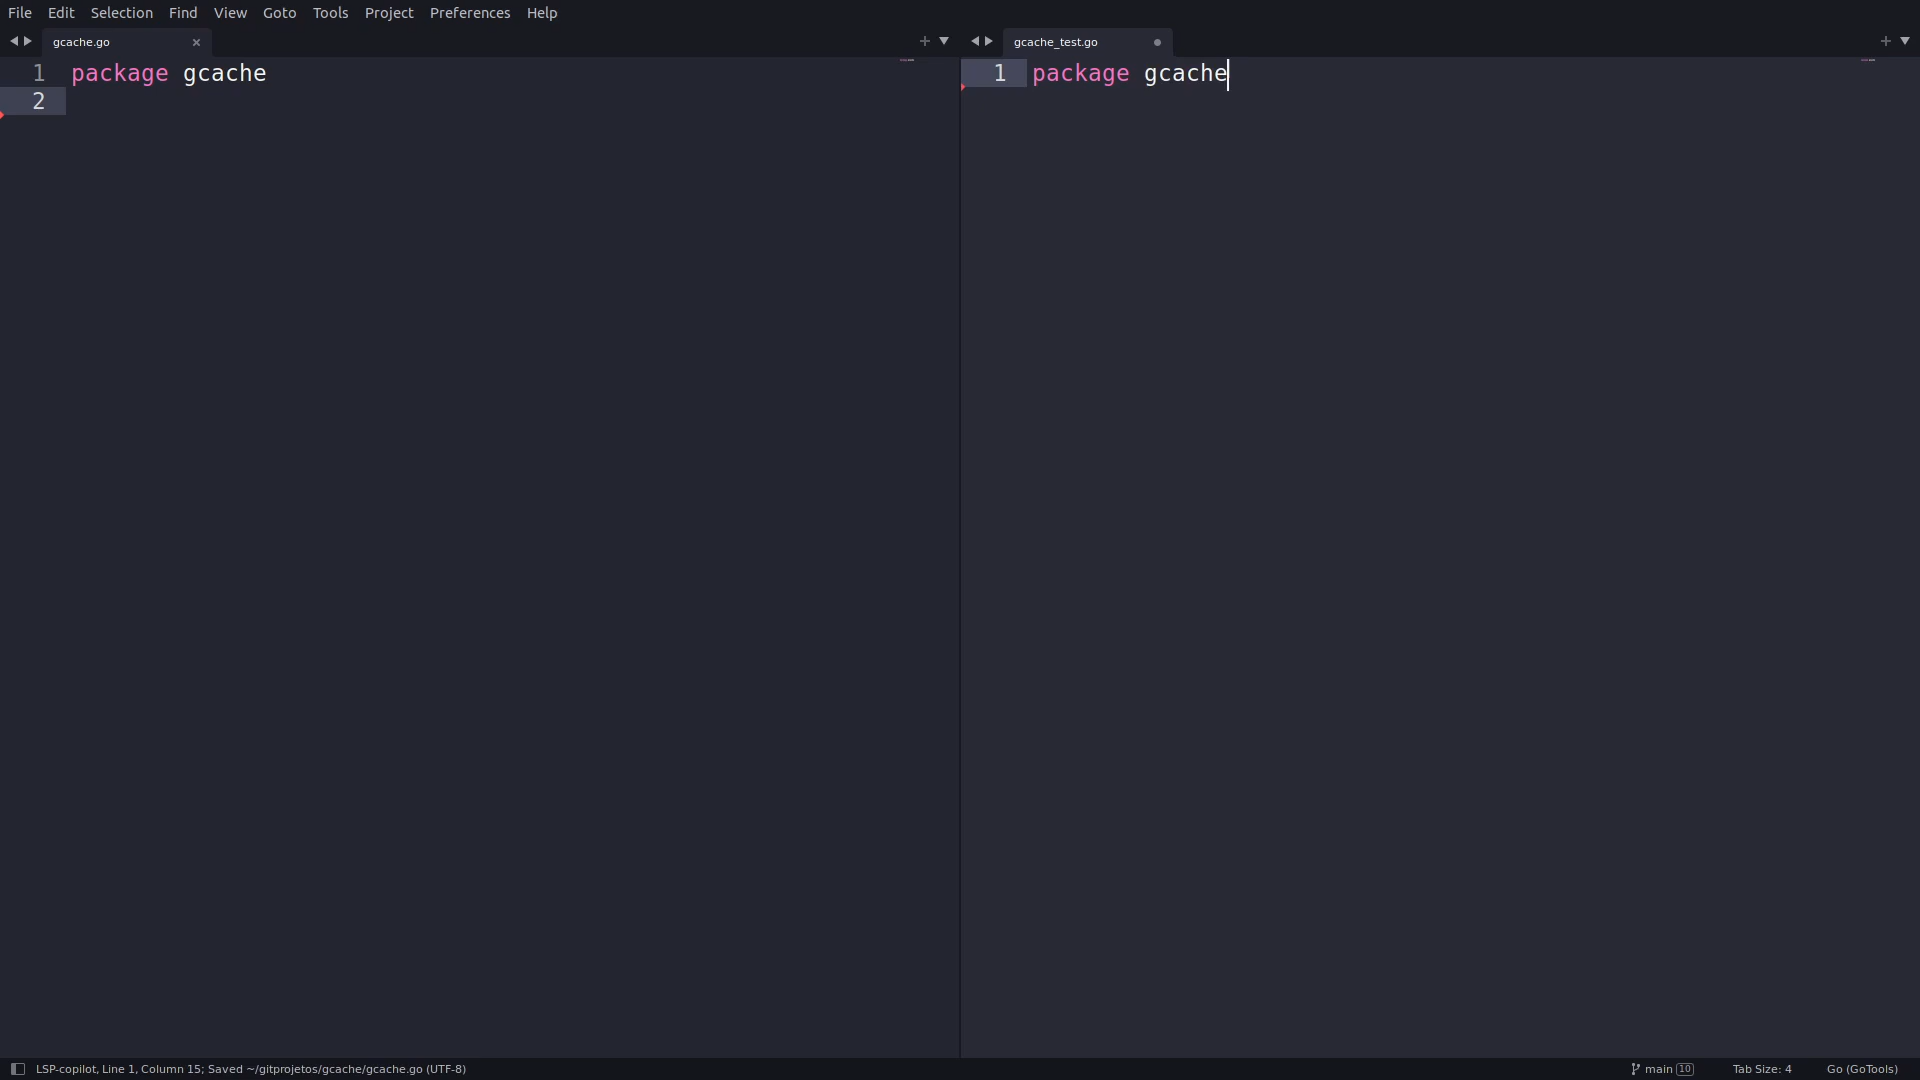 File Edit Selection Find View Goto Tools Project Preferences Help
gcache.go
1 package gcache
2
gcache_test.go
1 package gcache
LSP-copilot, Line 1, Column 15; Saved ~/gitprojetos/gcache/gcache.go (UTF-8)
main 10 Tab Size: 4 Go (GoTools)